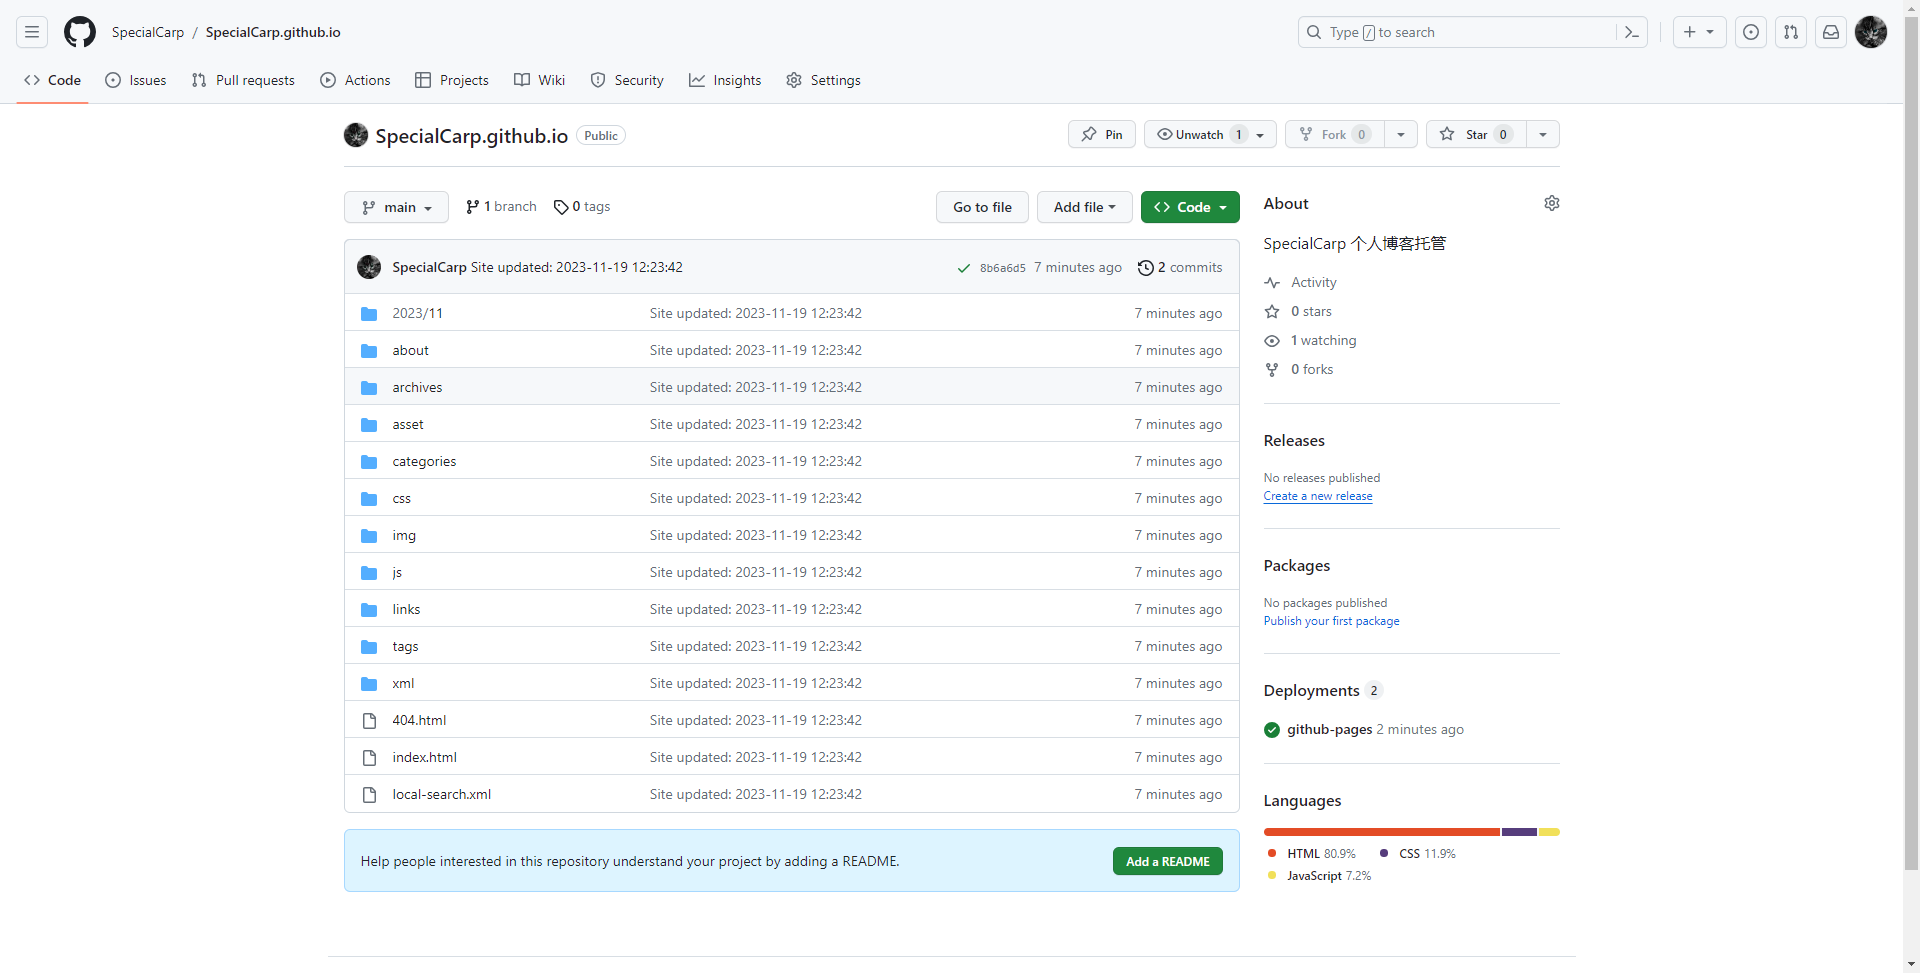 SpecialCarp / SpecialCarp.github.io
Type / to search
Code Issues Pull requests Actions Projects Wiki Security Insights Settings
SpecialCarp.github.io Public
Pin Unwatch 1 Fork 0 Star 0
main 1 branch 0 tags Go to file Add file Code
SpecialCarp Site updated: 2023-11-19 12:23:42 8b6a6d5 7 minutes ago 2 commits
2023/11 Site updated: 2023-11-19 12:23:42 7 minutes ago
about Site updated: 2023-11-19 12:23:42 7 minutes ago
archives Site updated: 2023-11-19 12:23:42 7 minutes ago
asset Site updated: 2023-11-19 12:23:42 7 minutes ago
categories Site updated: 2023-11-19 12:23:42 7 minutes ago
css Site updated: 2023-11-19 12:23:42 7 minutes ago
img Site updated: 2023-11-19 12:23:42 7 minutes ago
js Site updated: 2023-11-19 12:23:42 7 minutes ago
links Site updated: 2023-11-19 12:23:42 7 minutes ago
tags Site updated: 2023-11-19 12:23:42 7 minutes ago
xml Site updated: 2023-11-19 12:23:42 7 minutes ago
404.html Site updated: 2023-11-19 12:23:42 7 minutes ago
index.html Site updated: 2023-11-19 12:23:42 7 minutes ago
local-search.xml Site updated: 2023-11-19 12:23:42 7 minutes ago
Help people interested in this repository understand your project by adding a README. Add a README
About
SpecialCarp 个人博客托管
Activity
0 stars
1 watching
0 forks
Releases
No releases published
Create a new release
Packages
No packages published
Publish your first package
Deployments 2
github-pages 2 minutes ago
Languages
HTML 80.9% CSS 11.9%
JavaScript 7.2%